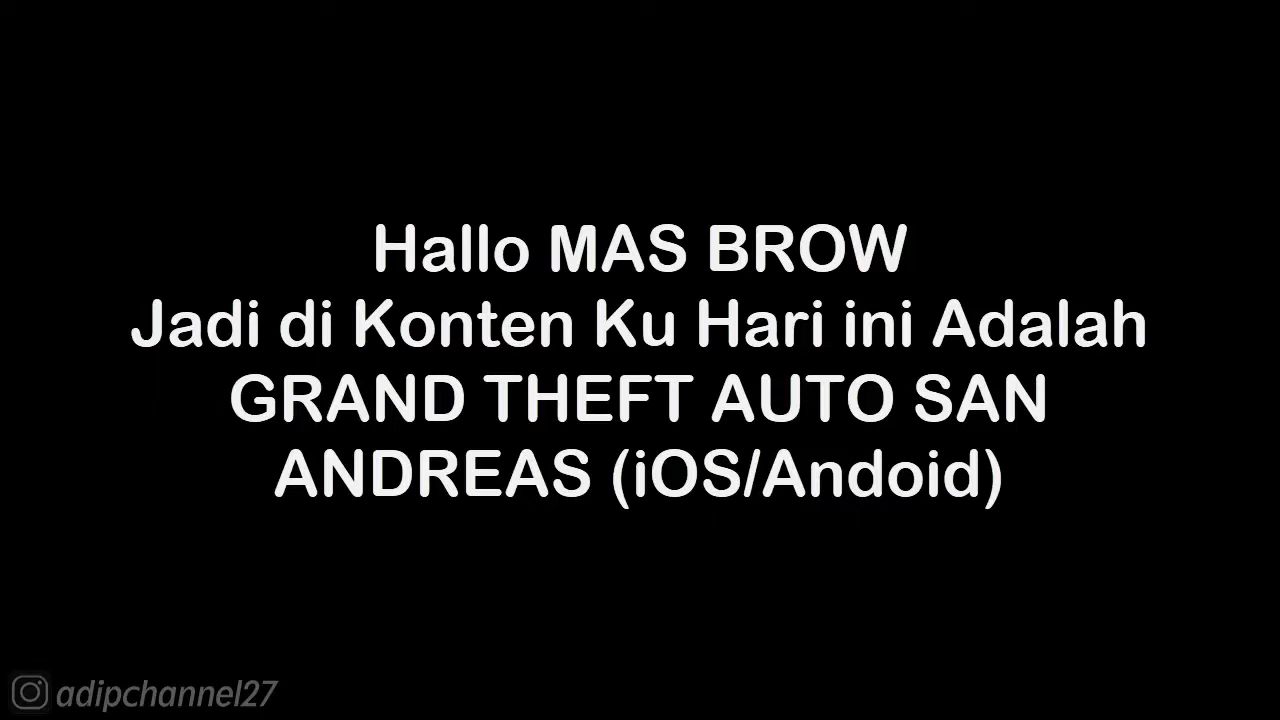 Hallo MAS BROW
Jadi di Konten Ku Hari ini Adalah
GRAND THEFT AUTO SAN
ANDREAS (iOS/Andoid)
adipchannel27